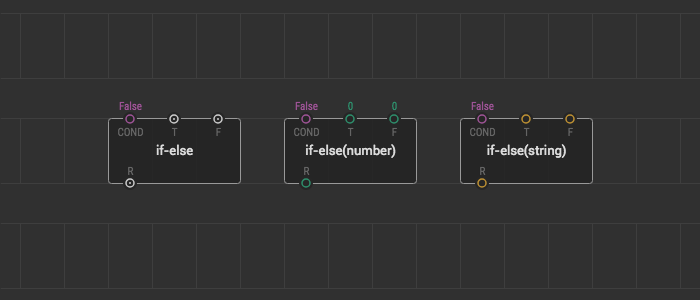 False
COND T F
if-else
R
False 0 0
COND T F
if-else(number)
R
False
COND T F
if-else(string)
R